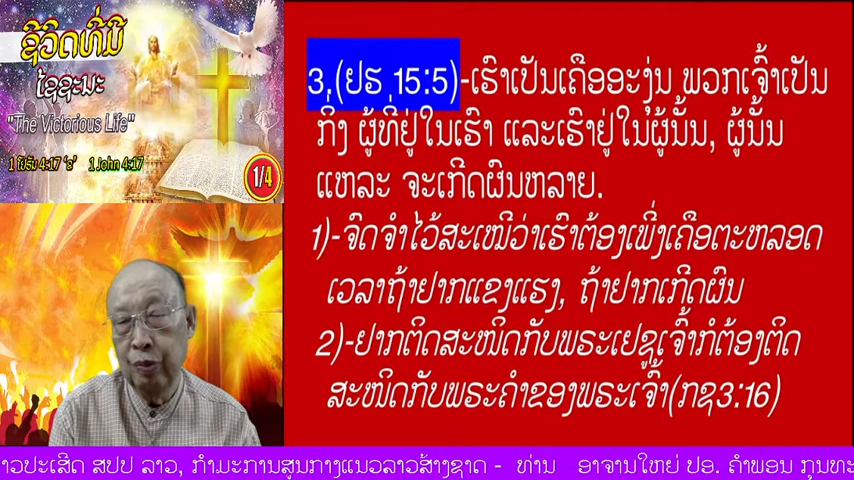 ຊີວິດທີ່ມີ
ໄຊຊະນະ
"The Victorious Life"
1 ໂຢຮັນ 4:17 'ຮ' 1 John 4:17
1/4
3.(ຢຮ 15:5)-ເຮົາເປັນເຄືອອະງຸ່ນ ພວກເຈົ້າເປັນ
ກິ່ງ ຜູ້ທີ່ຢູ່ໃນເຮົາ ແລະເຮົາຢູ່ໃນຜູ້ນັ້ນ, ຜູ້ນັ້ນ
ແຫລະ ຈະເກີດຜົນຫລາຍ.
1)-ຈົດຈຳໄວ້ສະເໝີວ່າເຮົາຕ້ອງເພິ່ງເຄືອຕະຫລອດ
ເວລາຖ້າຢາກແຂງແຮງ, ຖ້າຢາກເກີດຜົນ
2)-ຢາກຕິດສະໜິດກັບພຣະເຢຊູເຈົ້າກໍຕ້ອງຕິດ
ສະໜິດກັບພຣະຄຳຂອງພຣະເຈົ້າ(ກຊ3:16)
າວປະເສີດ ສປປ ລາວ, ກຳມະການສູນກາງແນວລາວສ້າງຊາດ - ທ່ານ ອາຈານໃຫຍ່ ປອ. ຄຳພອນ ກຸນທະ